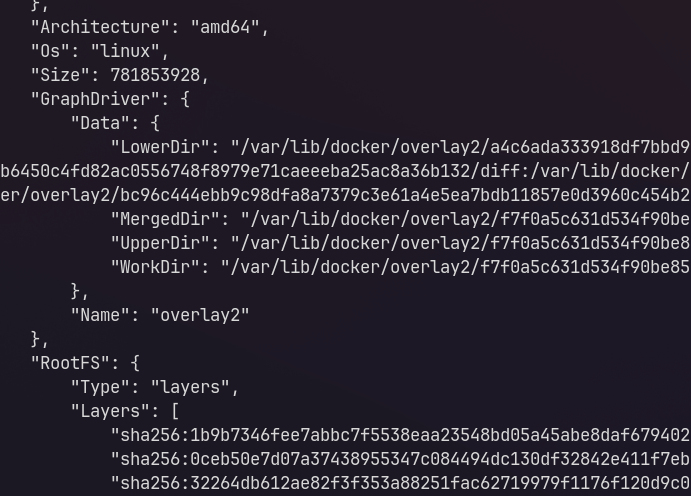 },
"Architecture": "amd64",
"Os": "linux",
"Size": 781853928,
"GraphDriver": {
"Data": {
"LowerDir": "/var/lib/docker/overlay2/a4c6ada333918df7bbd9
b6450c4fd82ac0556748f8979e71caeeeba25ac8a36b132/diff:/var/lib/docker/
er/overlay2/bc96c444ebb9c98dfa8a7379c3e61a4e5ea7bdb11857e0d3960c454b2
"MergedDir": "/var/lib/docker/overlay2/f7f0a5c631d534f90be
"UpperDir": "/var/lib/docker/overlay2/f7f0a5c631d534f90be8
"WorkDir": "/var/lib/docker/overlay2/f7f0a5c631d534f90be85
},
"Name": "overlay2"
},
"RootFS": {
"Type": "layers",
"Layers": [
"sha256:1b9b7346fee7abbc7f5538eaa23548bd05a45abe8daf679402
"sha256:0ceb50e7d07a37438955347c084494dc130df32842e411f7eb
"sha256:32264db612ae82f3f353a88251fac62719979f1176f120d9c0